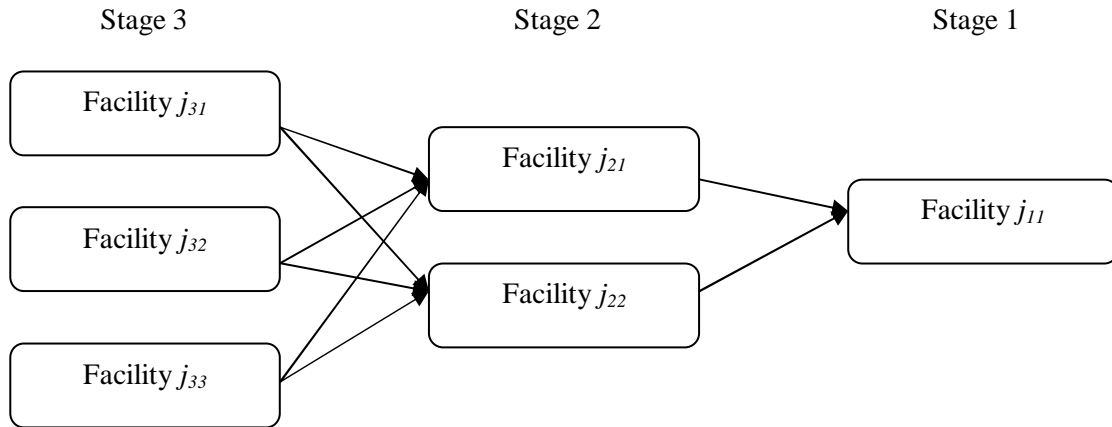 Stage 3
Stage 2
Stage 1
Facility j31
Facility j21
Facility j11
Facility j32
Facility j22
Facility j33